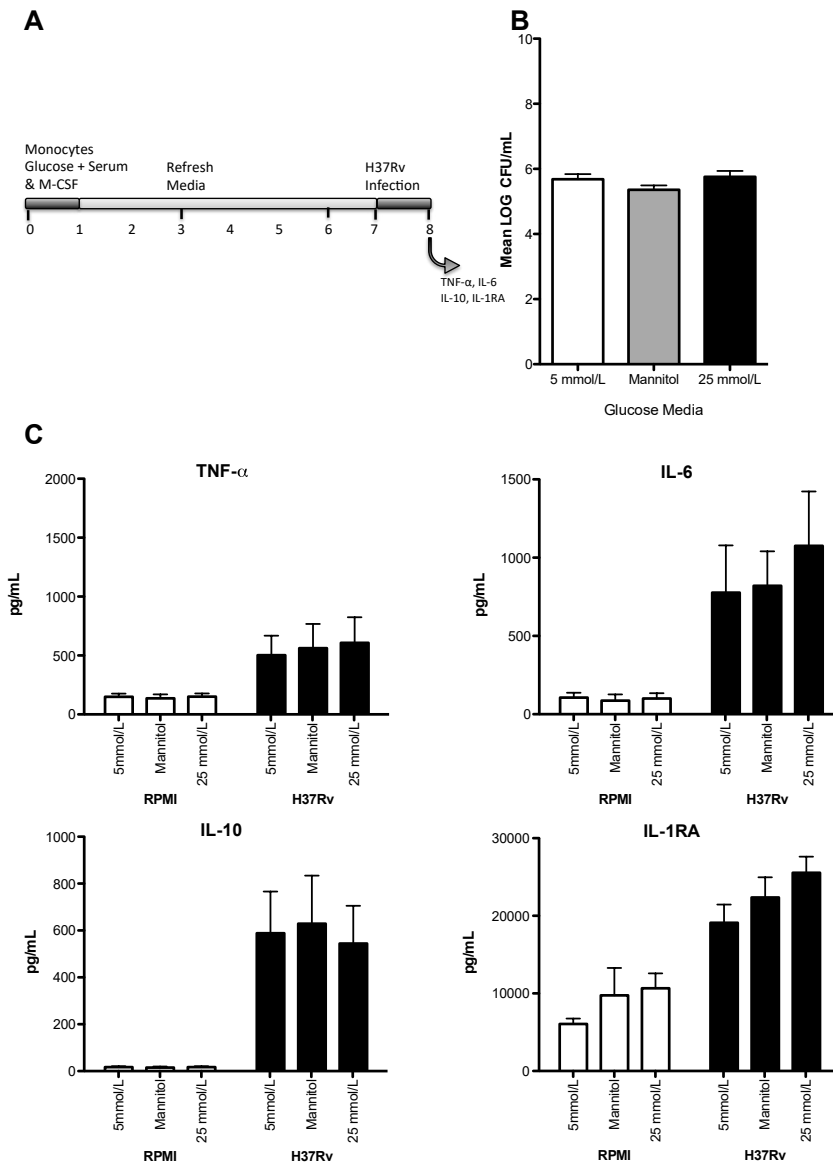 A
Monocytes
Glucose + Serum
& M-CSF
Refresh
Media
H37Rv
Infection
0 1 2 3 4 5 6 7 8
TNF-α, IL-6
IL-10, IL-1RA
B
Mean LOG CFU/mL
10
8
6
4
2
0
5 mmol/L Mannitol 25 mmol/L
Glucose Media
C
TNF-α
pg/mL
2000
1500
1000
500
0
5mmol/L Mannitol 25 mmol/L 5mmol/L Mannitol 25 mmol/L
RPMI H37Rv
IL-6
pg/mL
1500
1000
500
0
5mmol/L Mannitol 25 mmol/L 5mmol/L Mannitol 25 mmol/L
RPMI H37Rv
IL-10
pg/mL
1000
800
600
400
200
0
5mmol/L Mannitol 25 mmol/L 5mmol/L Mannitol 25 mmol/L
RPMI H37Rv
IL-1RA
pg/mL
30000
20000
10000
0
5mmol/L Mannitol 25 mmol/L 5mmol/L Mannitol 25 mmol/L
RPMI H37Rv